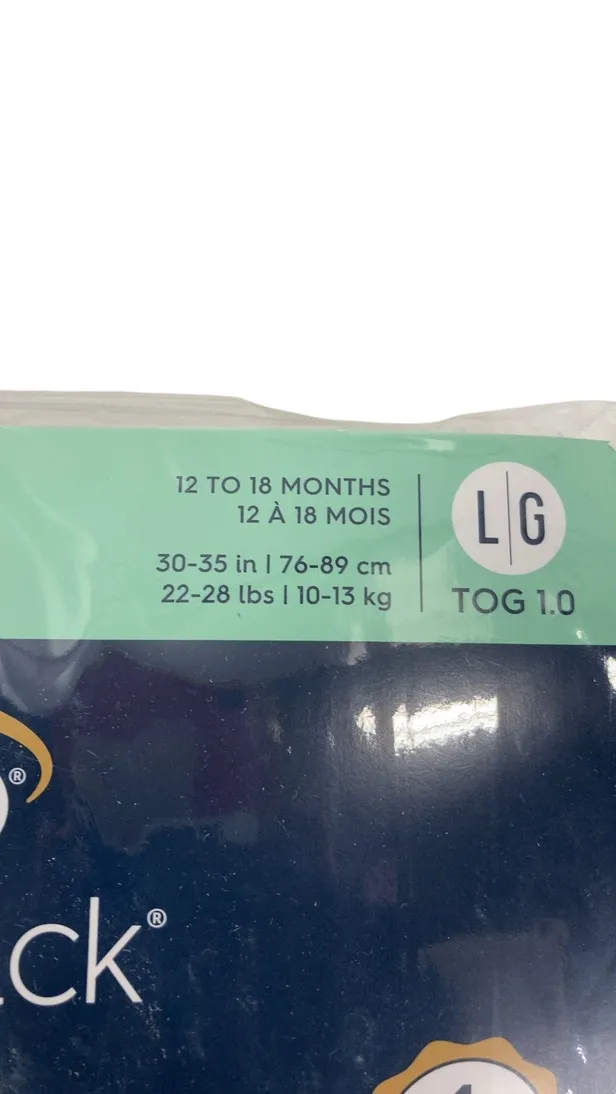 12 TO 18 MONTHS
12 À 18 MOIS
30-35 in | 76-89 cm
22-28 lbs | 10-13 kg
L|G
TOG 1.0
®
ck®